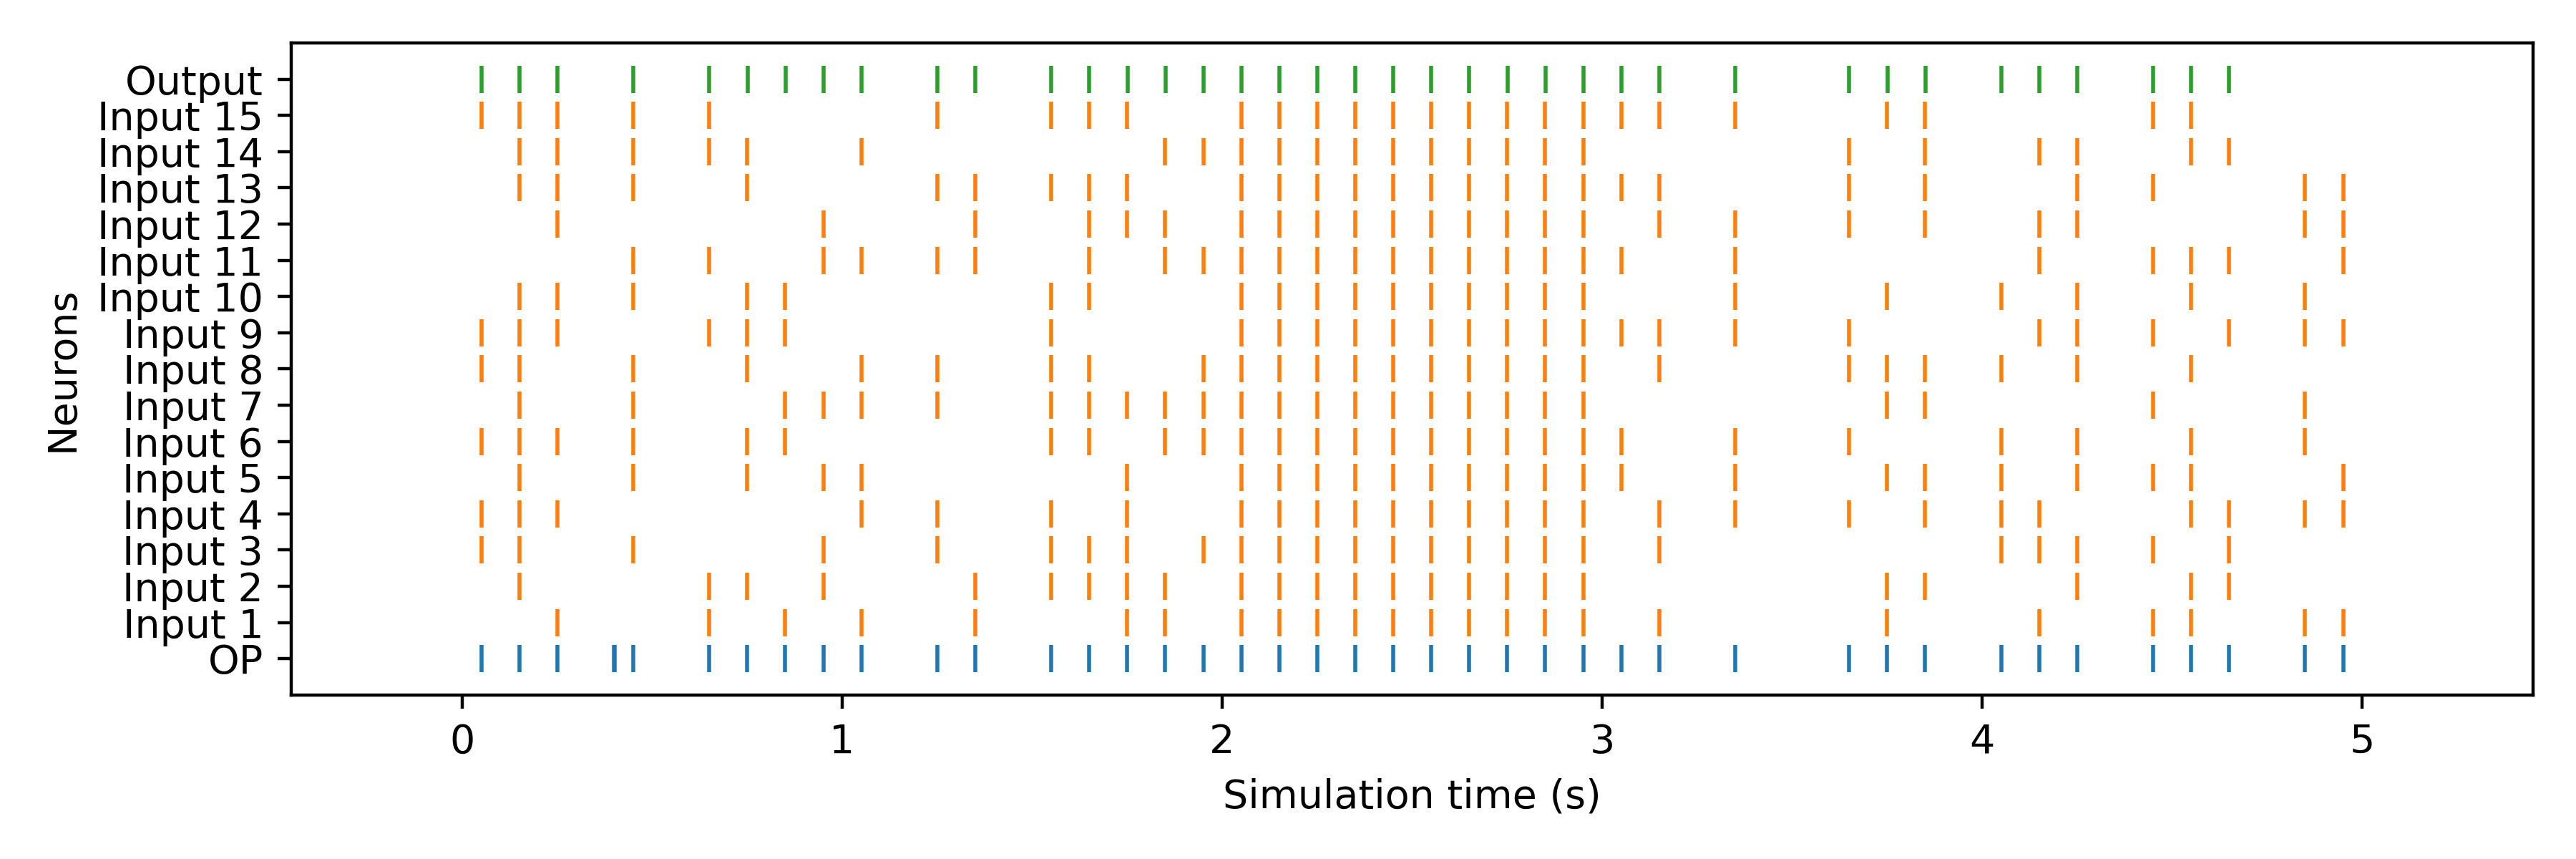 Output
Input 15
Input 14
Input 13
Input 12
Input 11
Input 10
Input 9
Input 8
Input 7
Input 6
Input 5
Input 4
Input 3
Input 2
Input 1
OP
Neurons
0 1 2 3 4 5
Simulation time (s)